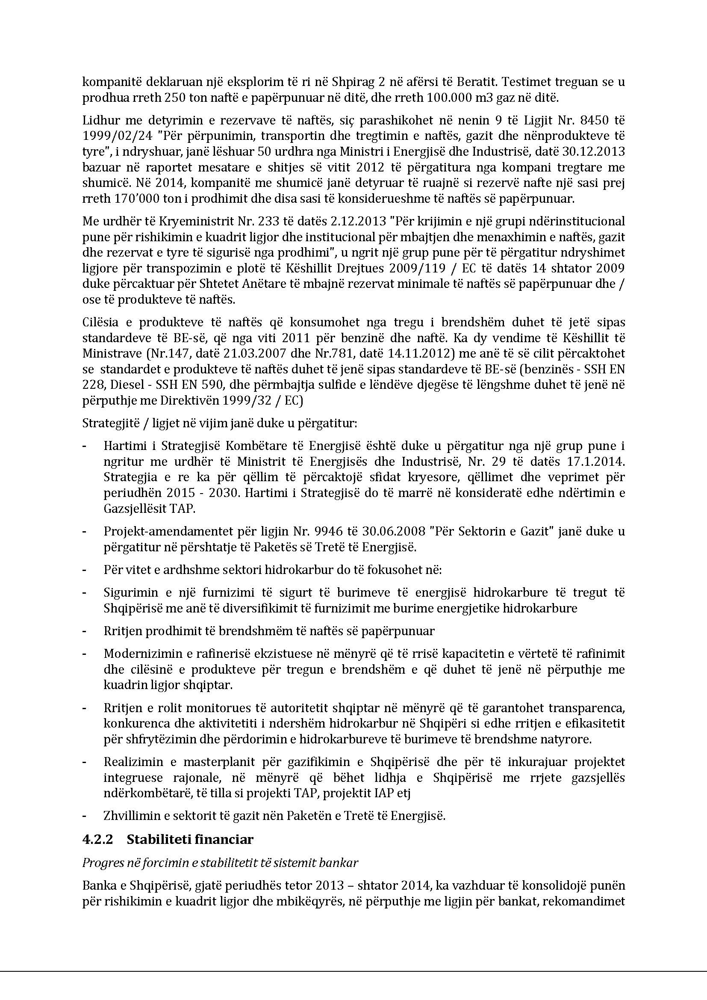 kompanitë deklaruan një eksplorim të ri në Shpirag 2 në afërsi të Beratit. Testimet treguan se u
prodhua rreth 250 ton naftë e papërpunuar në ditë, dhe rreth 100.000 m3 gaz në ditë.
Lidhur me detyrimin e rezervave të naftës, siç parashikohet në nenin 9 të Ligjit Nr. 8450 të
1999/02/24 "Për përpunimin, transportin dhe tregtimin e naftës, gazit dhe nënprodukteve të
tyre", i ndryshuar, janë lëshuar 50 urdhra nga Ministri i Energjisë dhe Industrisë, datë 30.12.2013
bazuar në raportet mesatare e shitjes së vitit 2012 të përgatitura nga kompani tregtare me
shumicë. Në 2014, kompanitë me shumicë janë detyruar të ruajnë si rezervë nafte një sasi prej
rreth 170’000 ton i prodhimit dhe disa sasi të konsiderueshme të naftës së papërpunuar.
Me urdhër të Kryeministrit Nr. 233 të datës 2.12.2013 "Për krijimin e një grupi ndërinstitucional
pune për rishikimin e kuadrit ligjor dhe institucional për mbajtjen dhe menaxhimin e naftës, gazit
dhe rezervat e tyre të sigurisë nga prodhimi", u ngrit një grup pune për të përgatitur ndryshimet
ligjore për transpozimin e plotë të Këshillit Drejtues 2009/119 / EC të datës 14 shtator 2009
duke përcaktuar për Shtetet Anëtare të mbajnë rezervat minimale të naftës së papërpunuar dhe /
ose të produkteve të naftës.
Cilësia e produkteve të naftës që konsumohet nga tregu i brendshëm duhet të jetë sipas
standardeve të BE-së, që nga viti 2011 për benzinë dhe naftë. Ka dy vendime të Këshillit të
Ministrave (Nr.147, datë 21.03.2007 dhe Nr.781, datë 14.11.2012) me anë të së cilit përcaktohet
se  standardet e produkteve të naftës duhet të jenë sipas standardeve të BE-së (benzinës - SSH EN
228, Diesel - SSH EN 590, dhe përmbajtja sulfide e lëndëve djegëse të lëngshme duhet të jenë në
përputhje me Direktivën 1999/32 / EC)
Strategjitë / ligjet në vijim janë duke u përgatitur:
- Hartimi i Strategjisë Kombëtare të Energjisë është duke u përgatitur nga një grup pune i
ngritur me urdhër të Ministrit të Energjisës dhe Industrisë, Nr. 29 të datës 17.1.2014.
Strategjia e re ka për qëllim të përcaktojë sfidat kryesore, qëllimet dhe veprimet për
periudhën 2015 - 2030. Hartimi i Strategjisë do të marrë në konsideratë edhe ndërtimin e
Gazsjellësit TAP.
- Projekt-amendamentet për ligjin Nr. 9946 të 30.06.2008 "Për Sektorin e Gazit" janë duke u
përgatitur në përshtatje të Paketës së Tretë të Energjisë.
- Për vitet e ardhshme sektori hidrokarbur do të fokusohet në:
- Sigurimin e një furnizimi të sigurt të burimeve të energjisë hidrokarbure të tregut të
Shqipërisë me anë të diversifikimit të furnizimit me burime energjetike hidrokarbure
- Rritjen prodhimit të brendshmëm të naftës së papërpunuar
- Modernizimin e rafinerisë ekzistuese në mënyrë që të rrisë kapacitetin e vërtetë të rafinimit
dhe cilësinë e produkteve për tregun e brendshëm e që duhet të jenë në përputhje me
kuadrin ligjor shqiptar.
- Rritjen e rolit monitorues të autoritetit shqiptar në mënyrë që të garantohet transparenca,
konkurenca dhe aktivitetiti i ndershëm hidrokarbur në Shqipëri si edhe rritjen e efikasitetit
për shfrytëzimin dhe përdorimin e hidrokarbureve të burimeve të brendshme natyrore.
- Realizimin e masterplanit për gazifikimin e Shqipërisë dhe për të inkurajuar projektet
integruese rajonale, në mënyrë që bëhet lidhja e Shqipërisë me rrjete gazsjellës
ndërkombëtarë, të tilla si projekti TAP, projektit IAP etj
- Zhvillimin e sektorit të gazit nën Paketën e Tretë të Energjisë.
4.2.2 Stabiliteti financiar
Progres në forcimin e stabilitetit të sistemit bankar
Banka e Shqipërisë, gjatë periudhës tetor 2013 – shtator 2014, ka vazhduar të konsolidojë punën
për rishikimin e kuadrit ligjor dhe mbikëqyrës, në përputhje me ligjin për bankat, rekomandimet